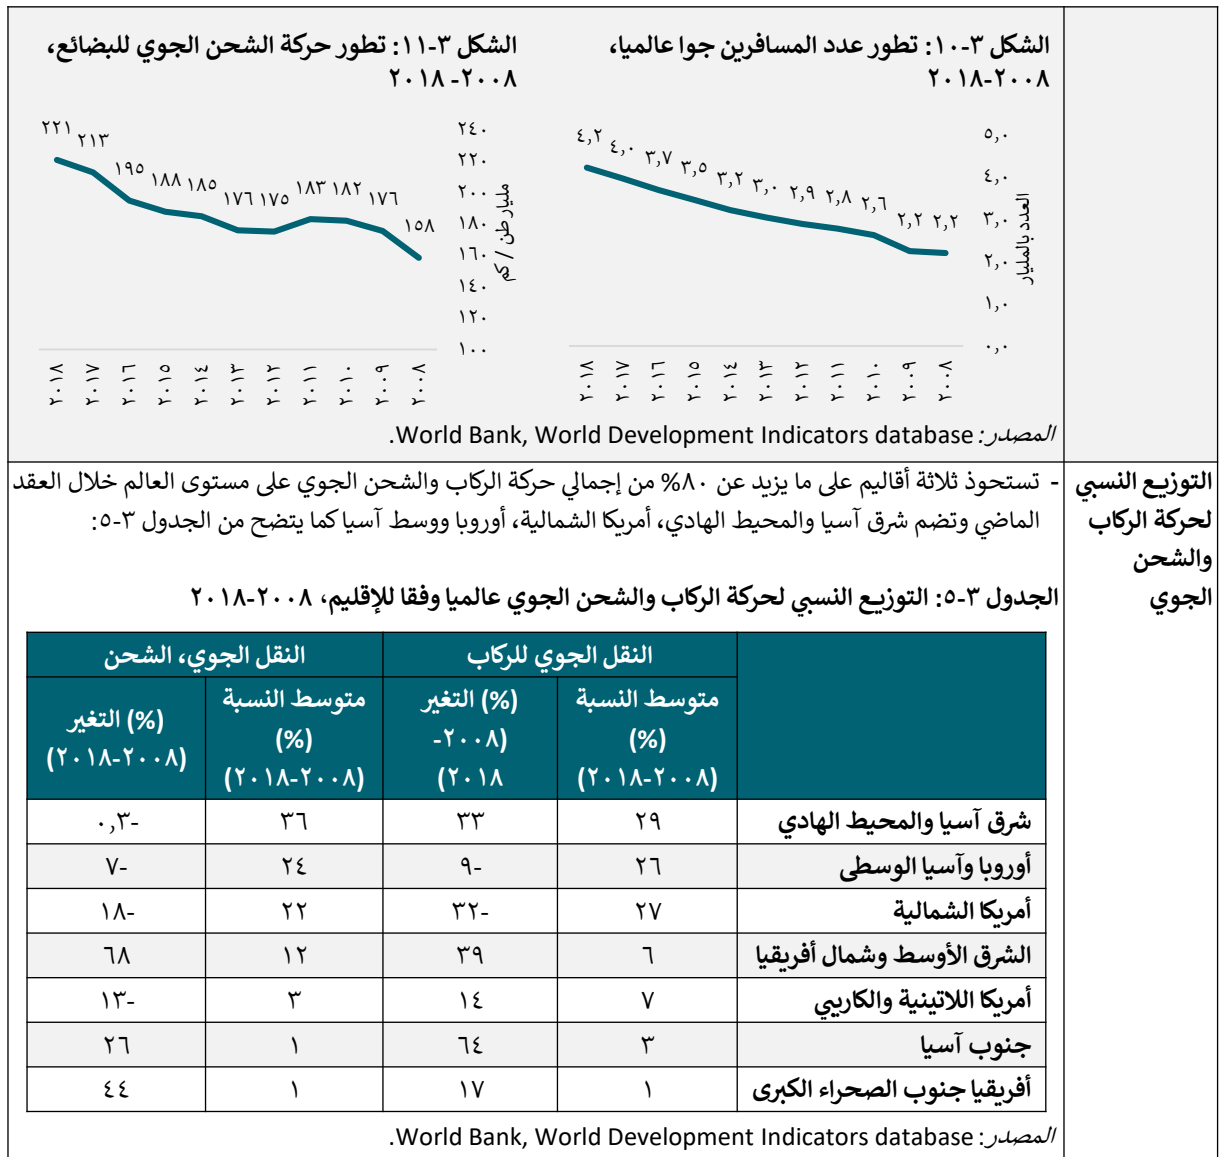 الشكل ٣-١٠: تطور عدد المسافرين جوا عالميا،
٢٠٠٨-٢٠١٨
٥,٠
٤,٠
٣,٠
٢,٠
١,٠
٠,٠
العدد بالمليار
٢,٢
٢,٢
٢,٦
٢,٨
٢,٩
٣,٠
٣,٢
٣,٥
٣,٧
٤,٠
٤,٢
٢٠٠٨
٢٠٠٩
٢٠١٠
٢٠١١
٢٠١٢
٢٠١٣
٢٠١٤
٢٠١٥
٢٠١٦
٢٠١٧
٢٠١٨
الشكل ٣-١١: تطور حركة الشحن الجوي للبضائع،
٢٠٠٨- ٢٠١٨
٢٤٠
٢٢٠
٢٠٠
١٨٠
١٦٠
١٤٠
١٢٠
١٠٠
مليار طن / كم
١٥٨
١٧٦
١٨٢
١٨٣
١٧٥
١٧٦
١٨٥
١٨٨
١٩٥
٢١٣
٢٢١
٢٠٠٨
٢٠٠٩
٢٠١٠
٢٠١١
٢٠١٢
٢٠١٣
٢٠١٤
٢٠١٥
٢٠١٦
٢٠١٧
٢٠١٨
المصدر: World Bank, World Development Indicators database.
التوزيع النسبي
لحركة الركاب
والشحن
الجوي
- تستحوذ ثلاثة أقاليم على ما يزيد عن ٨٠% من إجمالي حركة الركاب والشحن الجوي على مستوى العالم خلال العقد
الماضي وتضم شرق آسيا والمحيط الهادي، أمريكا الشمالية، أوروبا ووسط آسيا كما يتضح من الجدول ٣-٥:
الجدول ٣-٥: التوزيع النسبي لحركة الركاب والشحن الجوي عالميا وفقا للإقليم، ٢٠٠٨-٢٠١٨
النقل الجوي للركاب
النقل الجوي، الشحن
متوسط النسبة
(%)
(٢٠٠٨-٢٠١٨)
(%) التغير
(٢٠٠٨-
٢٠١٨)
متوسط النسبة
(%)
(٢٠٠٨-٢٠١٨)
(%) التغير
(٢٠٠٨-٢٠١٨)
شرق آسيا والمحيط الهادي ٢٩ ٣٣ ٣٦ -٠,٣
أوروبا وآسيا الوسطى ٢٦ -٩ ٢٤ -٧
أمريكا الشمالية ٢٧ -٣٢ ٢٢ -١٨
الشرق الأوسط وشمال أفريقيا ٦ ٣٩ ١٢ ٦٨
أمريكا اللاتينية والكاريبي ٧ ١٤ ٣ -١٣
جنوب آسيا ٣ ٦٤ ١ ٢٦
أفريقيا جنوب الصحراء الكبرى ١ ١٧ ١ ٤٤
المصدر: World Bank, World Development Indicators database.